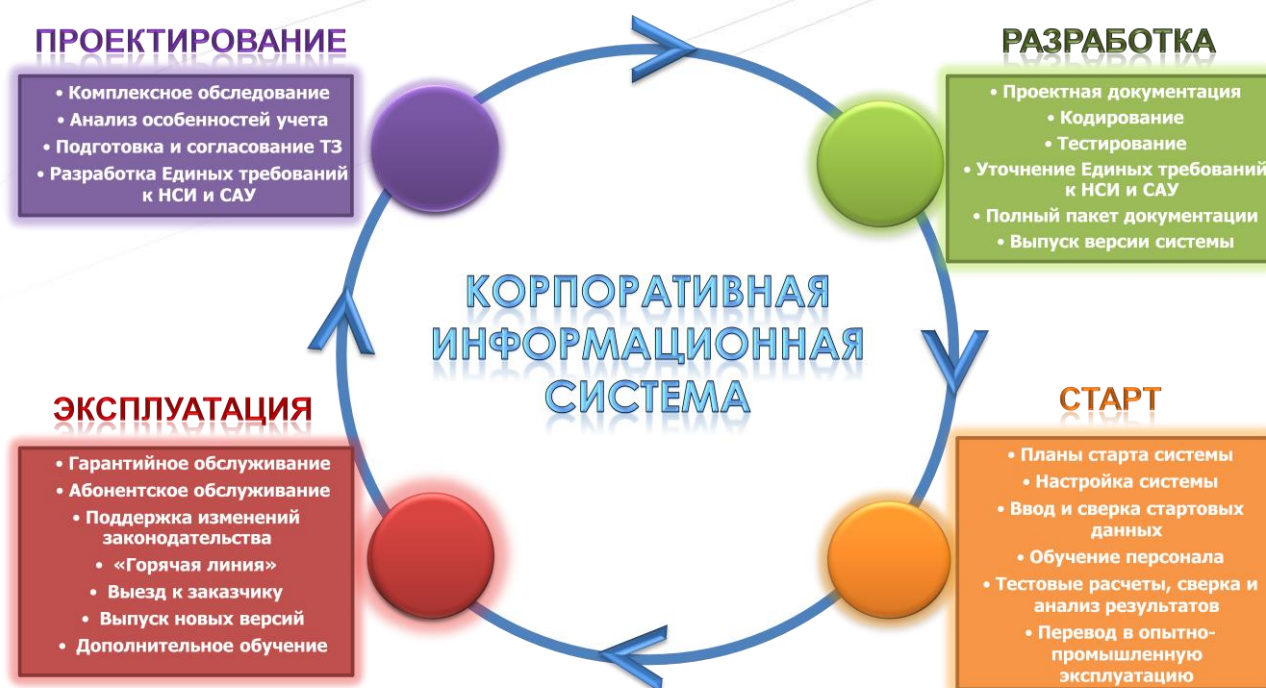 ПРОЕКТИРОВАНИЕ
• Комплексное обследование
• Анализ особенностей учета
• Подготовка и согласование ТЗ
• Разработка Единых требований
к НСИ и САУ
РАЗРАБОТКА
• Проектная документация
• Кодирование
• Тестирование
• Уточнение Единых требований
к НСИ и САУ
• Полный пакет документации
• Выпуск версии системы
КОРПОРАТИВНАЯ
ИНФОРМАЦИОННАЯ
СИСТЕМА
ЭКСПЛУАТАЦИЯ
• Гарантийное обслуживание
• Абонентское обслуживание
• Поддержка изменений
законодательства
• «Горячая линия»
• Выезд к заказчику
• Выпуск новых версий
• Дополнительное обучение
СТАРТ
• Планы старта системы
• Настройка системы
• Ввод и сверка стартовых
данных
• Обучение персонала
• Тестовые расчеты, сверка и
анализ результатов
• Перевод в опытно-
промышленную
эксплуатацию